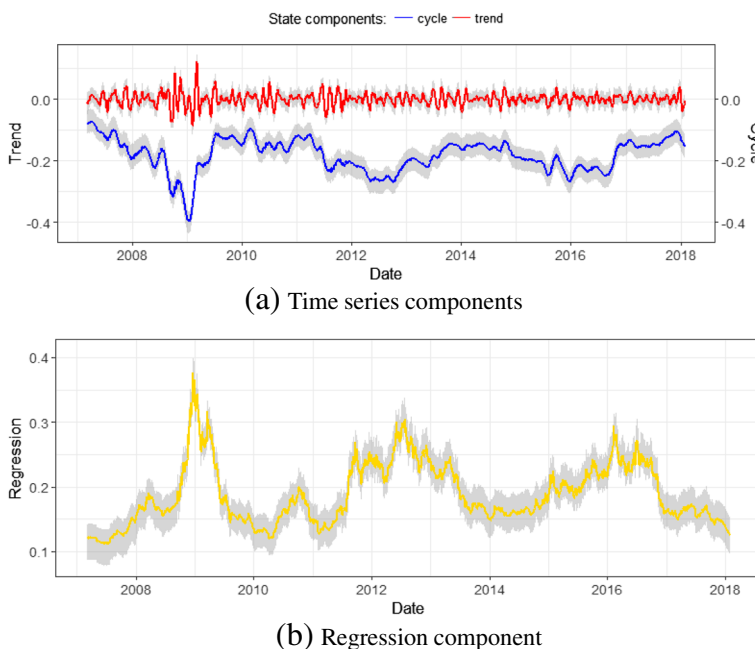 State components: cycle trend
0.0
-0.2
-0.4
Trend
0.0
-0.2
-0.4
Cycle
2008 2010 2012 2014 2016 2018
Date
(a) Time series components
0.4
0.3
0.2
0.1
Regression
2008 2010 2012 2014 2016 2018
Date
(b) Regression component